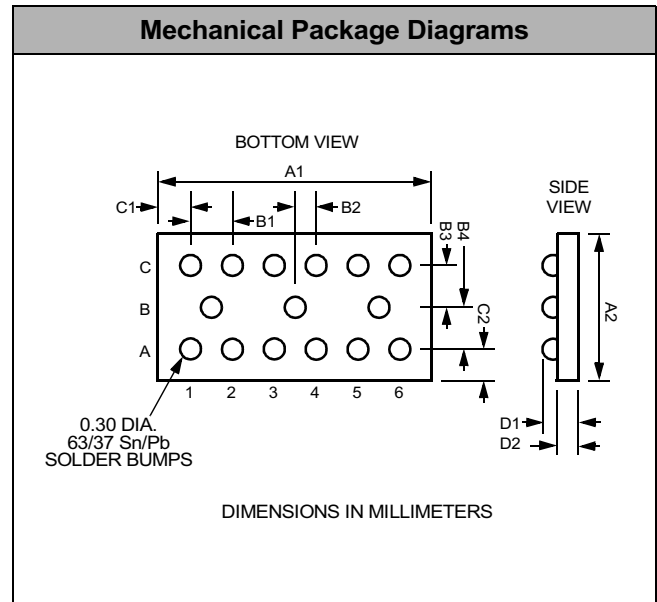 Mechanical Package Diagrams
BOTTOM VIEW
A1
SIDE
VIEW
C1
B1
B2
B3
B4
C
B
A
C2
A2
1 2 3 4 5 6
0.30 DIA.
63/37 Sn/Pb
SOLDER BUMPS
D1
D2
DIMENSIONS IN MILLIMETERS